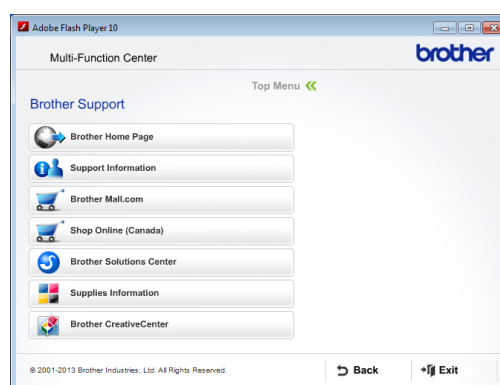 Adobe Flash Player 10
Multi-Function Center
brother
Top Menu
Brother Support
Brother Home Page
Support Information
Brother Mall.com
Shop Online (Canada)
Brother Solutions Center
Supplies Information
Brother CreativeCenter
© 2001-2013 Brother Industries, Ltd. All Rights Reserved.
Back
Exit